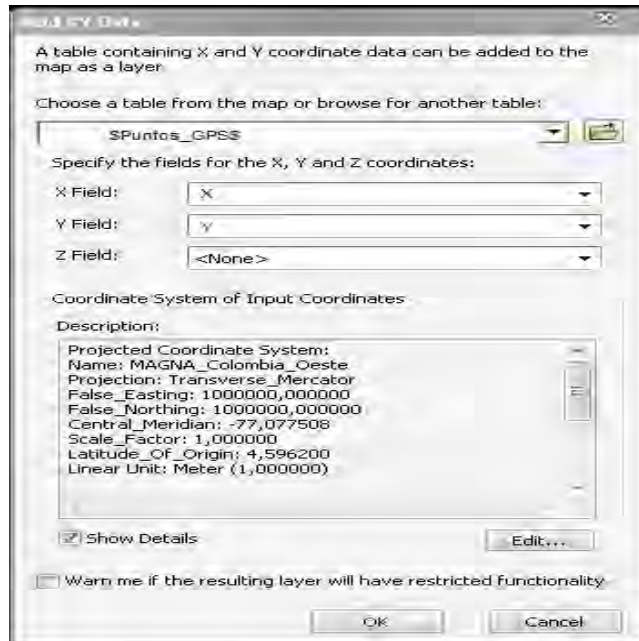 Add XY Data
A table containing X and Y coordinate data can be added to the
map as a layer
Choose a table from the map or browse for another table:
$Puntos_GPS$
Specify the fields for the X, Y and Z coordinates:
X Field:
X
Y Field:
Y
Z Field:
<None>
Coordinate System of Input Coordinates
Description:
Projected Coordinate System:
Name: MAGNA_Colombia_Oeste
Projection: Transverse_Mercator
False_Easting: 1000000,000000
False_Northing: 1000000,000000
Central_Meridian: -77,077508
Scale_Factor: 1,000000
Latitude_Of_Origin: 4,596200
Linear Unit: Meter (1,000000)
Show Details
Edit...
Warn me if the resulting layer will have restricted functionality
OK
Cancel